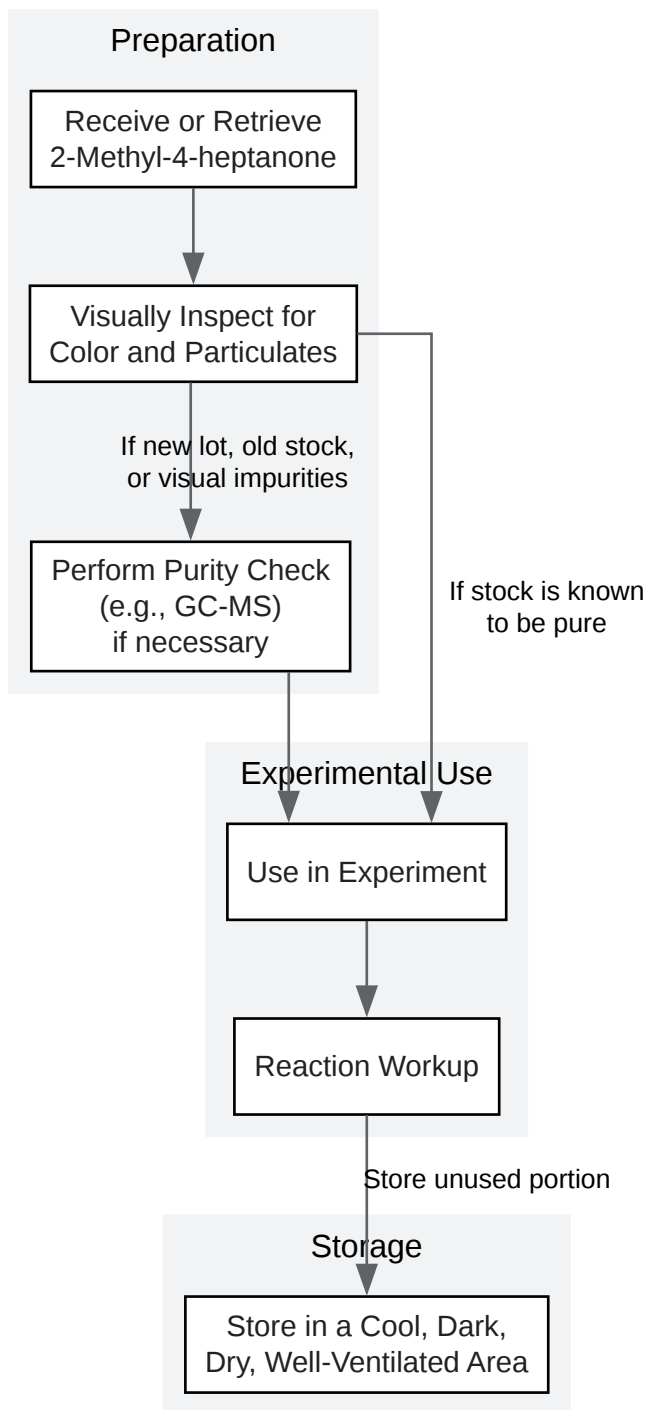 Preparation
Receive or Retrieve
2-Methyl-4-heptanone
Visually Inspect for
Color and Particulates
If new lot, old stock,
or visual impurities
Perform Purity Check
(e.g., GC-MS)
if necessary
If stock is known
to be pure
Experimental Use
Use in Experiment
Reaction Workup
Store unused portion
Storage
Store in a Cool, Dark,
Dry, Well-Ventilated Area